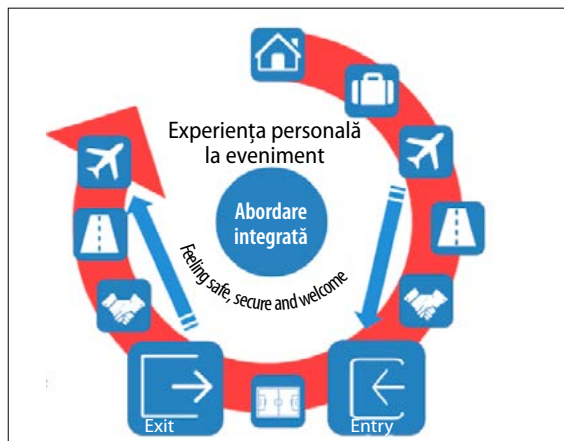 Experiența personală
la eveniment
Abordare
integrată
Feeling safe, secure and welcome
Exit
Entry